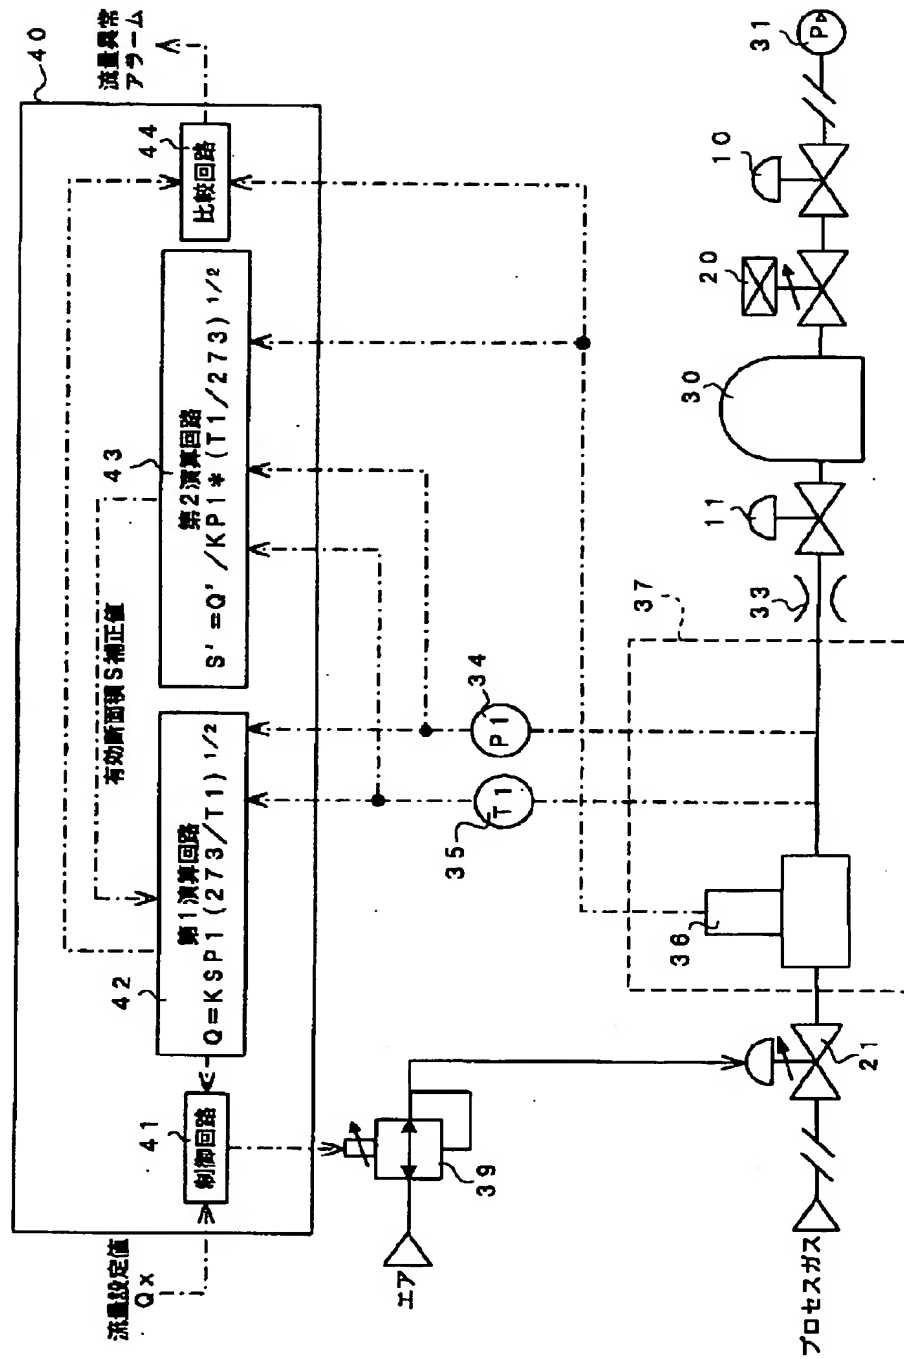 流量設定値
Qx
41
制御回路
42
第1演算回路
Q=KSP1(273/T1)^1/2
有効断面積S補正値
43
第2演算回路
S'=Q'/KP1*(T1/273)^1/2
44
比較回路
流量異常
アラーム
40
エア
39
35
T1
34
P1
37
プロセスガス
21
36
33
11
30
20
10
31
P